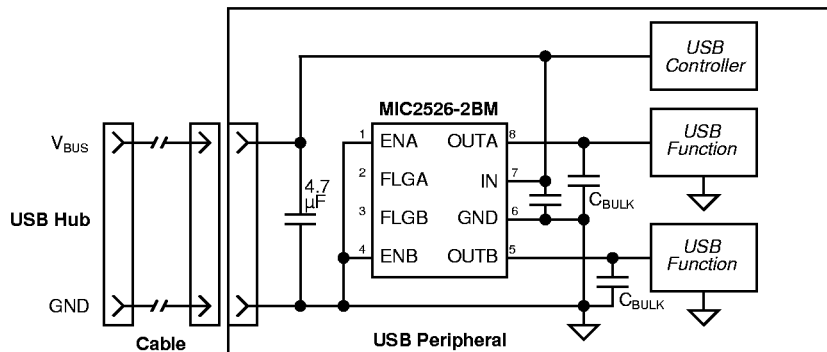 USB
Controller
MIC2526-2BM
VBUS
1 ENA OUTA 8
USB
Function
2 FLGA IN 7
4.7
µF
CBULK
USB Hub
3 FLGB GND 6
4 ENB OUTB 5
USB
Function
GND
CBULK
Cable
USB Peripheral